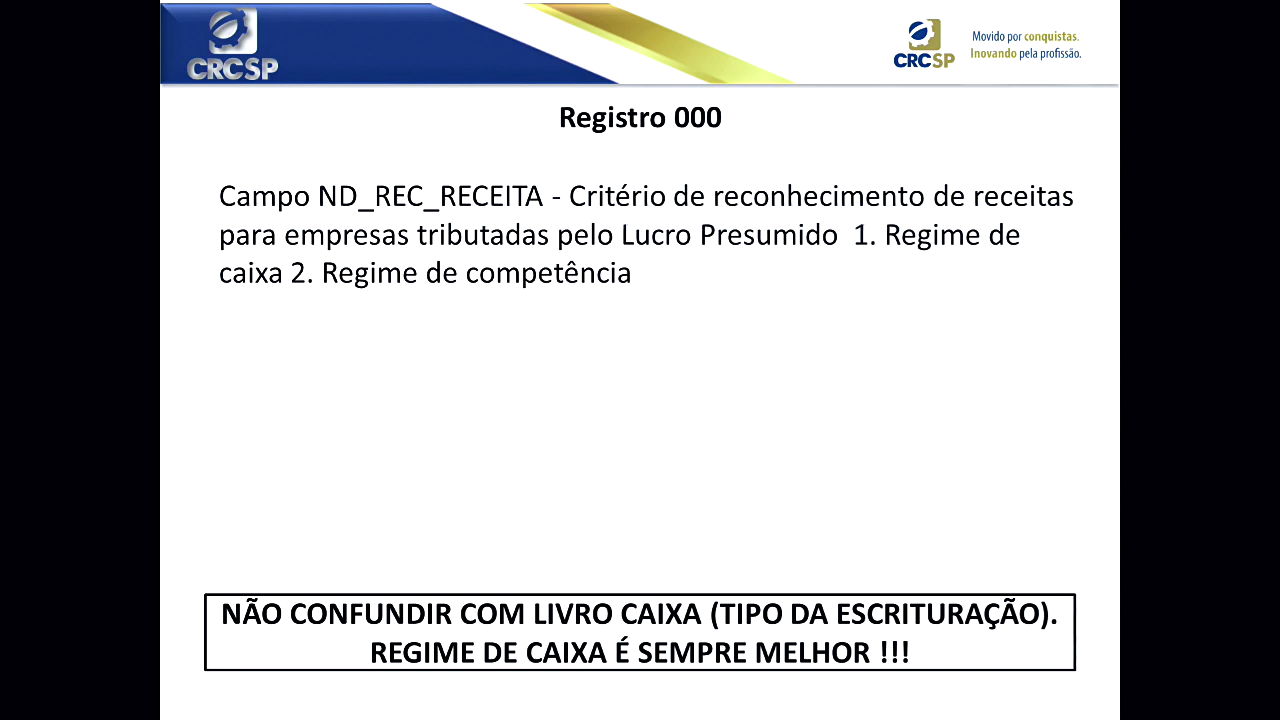 CRCSP
CRCSP
Movido por conquistas.
Inovando pela profissão.
Registro 000
Campo ND_REC_RECEITA - Critério de reconhecimento de receitas
para empresas tributadas pelo Lucro Presumido  1. Regime de
caixa 2. Regime de competência
NÃO CONFUNDIR COM LIVRO CAIXA (TIPO DA ESCRITURAÇÃO).
REGIME DE CAIXA É SEMPRE MELHOR !!!